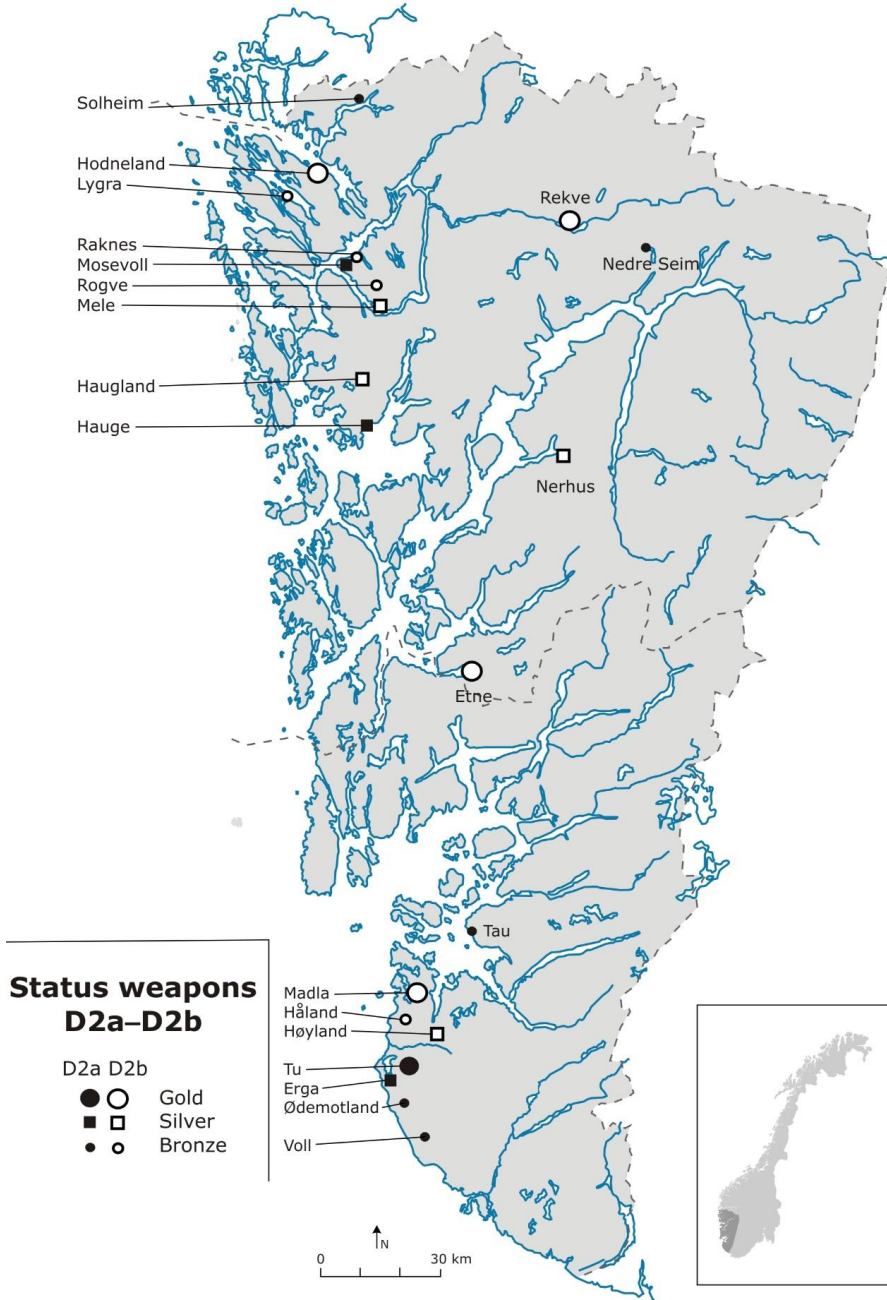 Solheim
Hodneland
Lygra
Rekve
Raknes
Mosevoll
Nedre Seim
Rogve
Mele
Haugland
Hauge
Nerhus
Etne
Tau
Status weapons
D2a–D2b
D2a D2b
Gold
Silver
Bronze
Madla
Håland
Høyland
Tu
Erga
Ødemotland
Voll
N
0 30 km